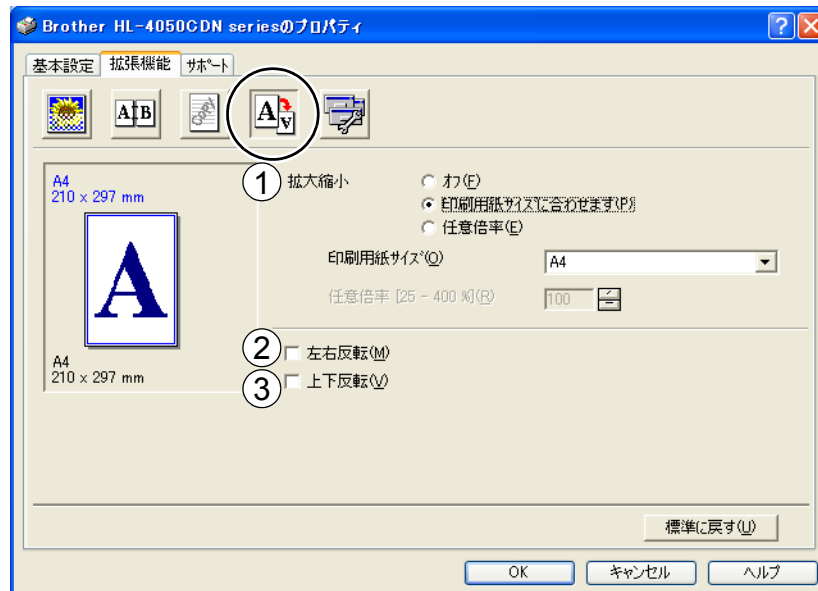 Brother HL-4050CDN seriesのプロパティ
基本設定 拡張機能 サポート
A B
Copy
A A
A4
210 x 297 mm
A
A4
210 x 297 mm
1 拡大縮小
オフ(F)
印刷用紙サイズに合わせます(P)
任意倍率(E)
印刷用紙サイズ(O) A4
任意倍率 [25 - 400 %](R) 100
2 左右反転(M)
3 上下反転(V)
標準に戻す(U)
OK キャンセル ヘルプ